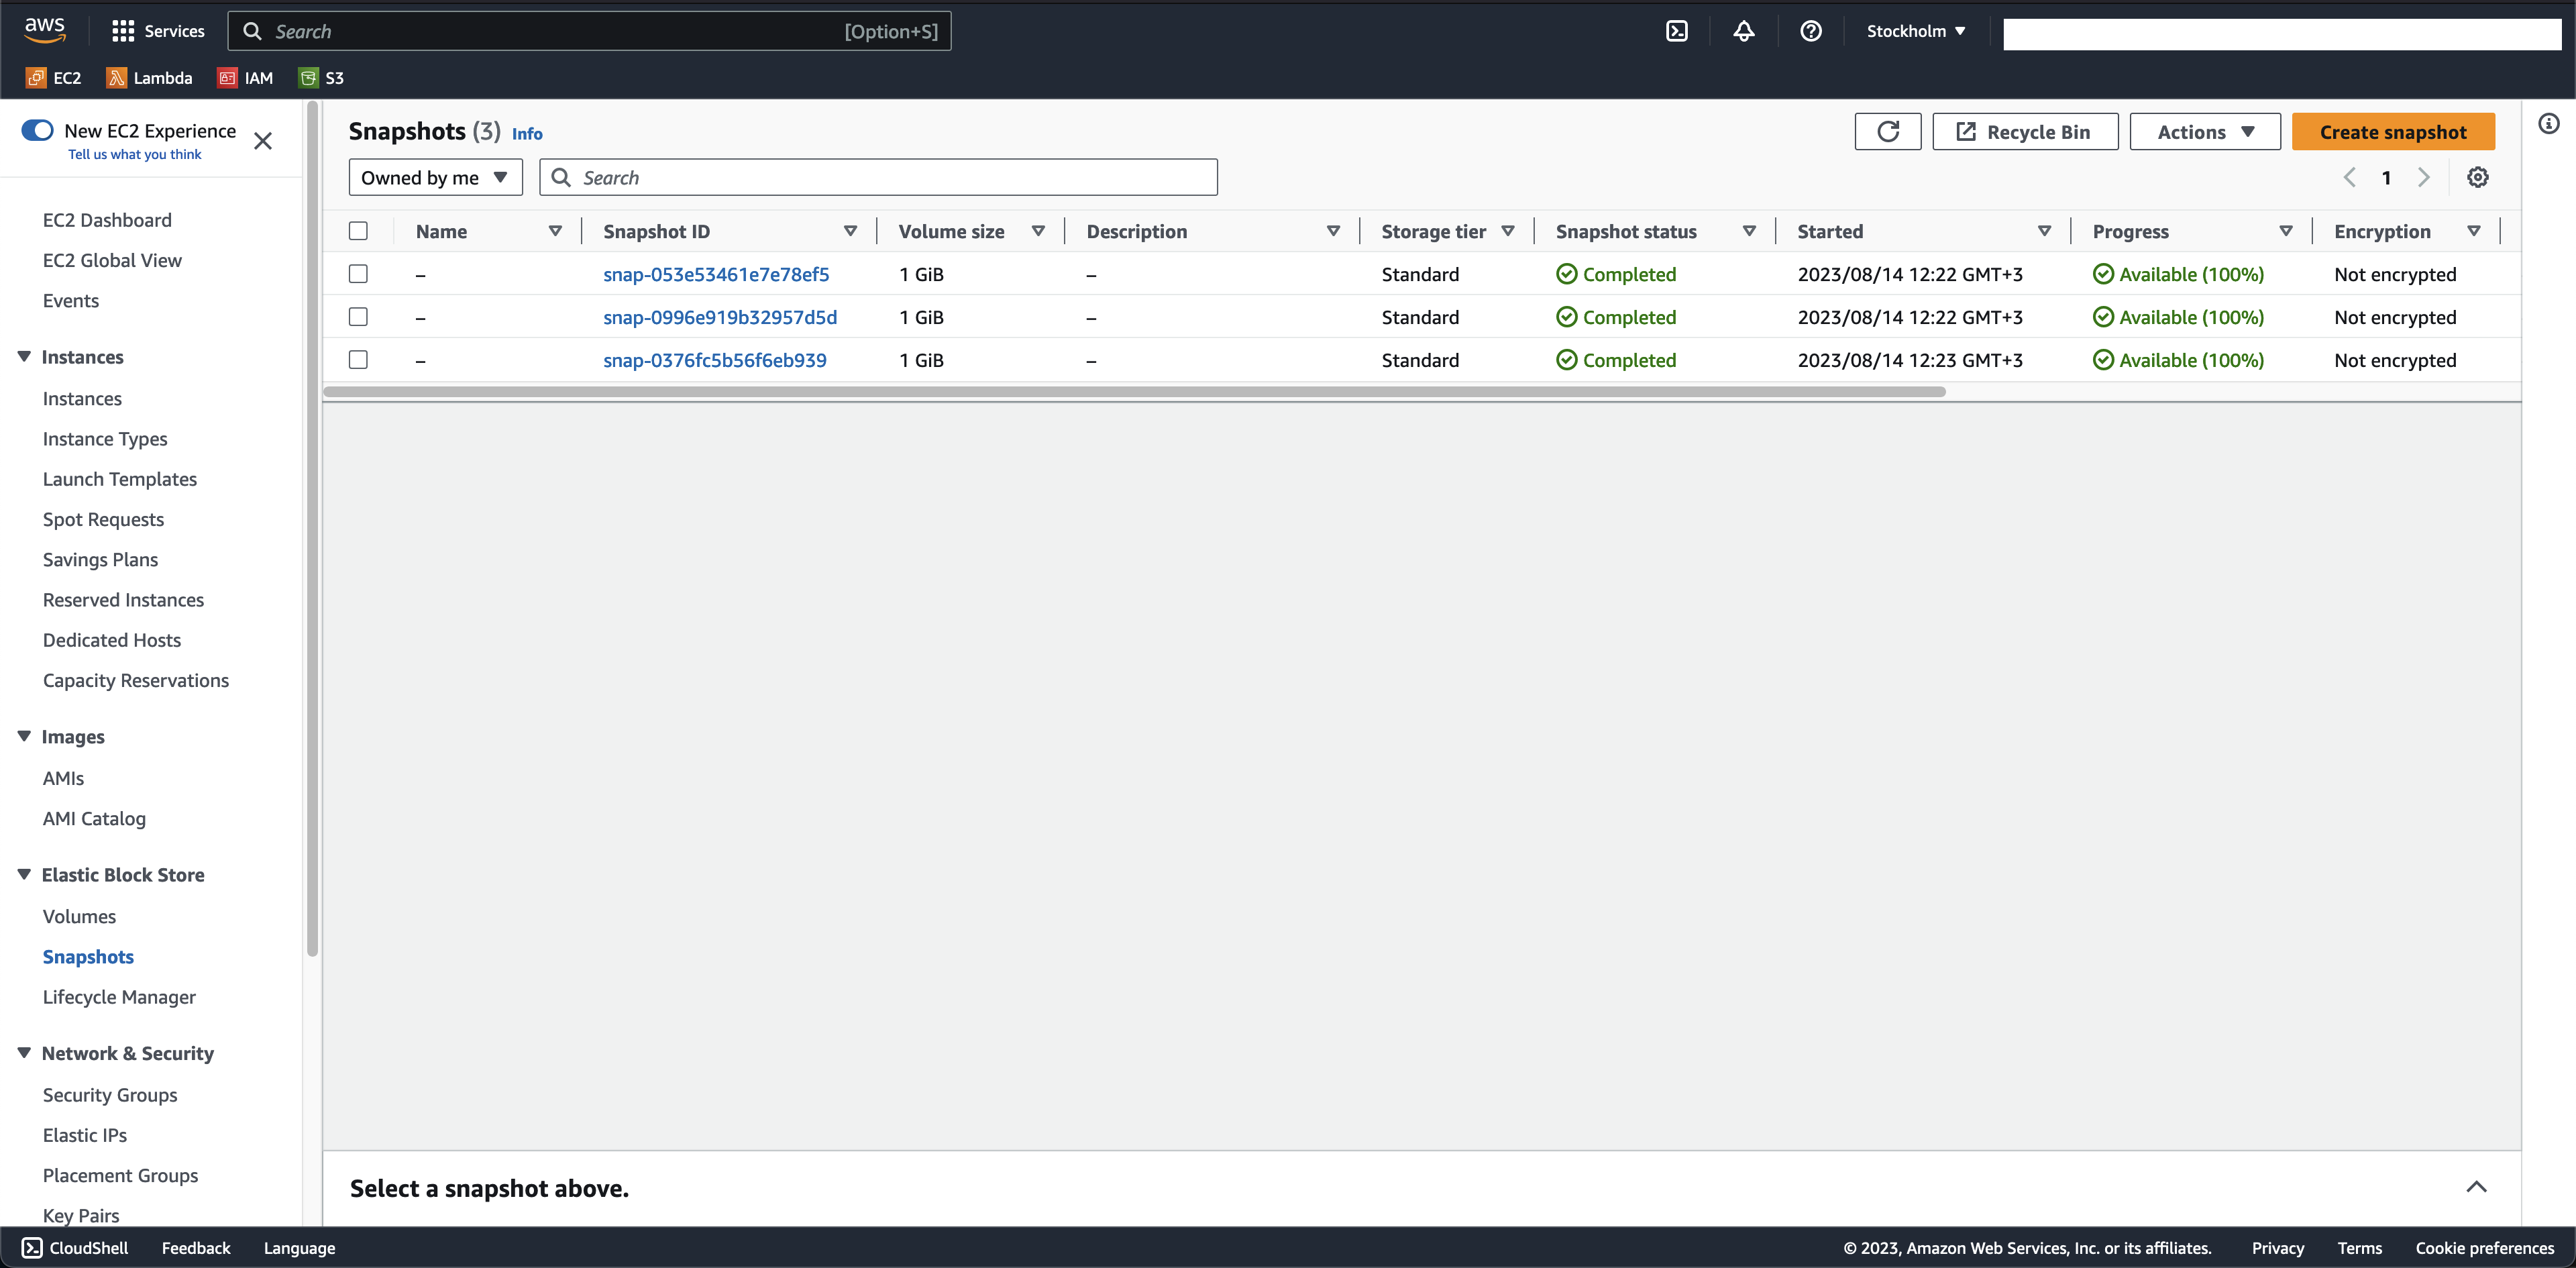 aws
Services
Search [Option+S]
Stockholm
EC2 Lambda IAM S3
New EC2 Experience
Tell us what you think
EC2 Dashboard
EC2 Global View
Events
Instances
Instances
Instance Types
Launch Templates
Spot Requests
Savings Plans
Reserved Instances
Dedicated Hosts
Capacity Reservations
Images
AMIs
AMI Catalog
Elastic Block Store
Volumes
Snapshots
Lifecycle Manager
Network & Security
Security Groups
Elastic IPs
Placement Groups
Key Pairs
Snapshots (3) Info
Recycle Bin
Actions
Create snapshot
Owned by me
Search
1
Name Snapshot ID Volume size Description Storage tier Snapshot status Started Progress Encryption
– snap-053e53461e7e78ef5 1 GiB – Standard Completed 2023/08/14 12:22 GMT+3 Available (100%) Not encrypted
– snap-0996e919b32957d5d 1 GiB – Standard Completed 2023/08/14 12:22 GMT+3 Available (100%) Not encrypted
– snap-0376fc5b56f6eb939 1 GiB – Standard Completed 2023/08/14 12:23 GMT+3 Available (100%) Not encrypted
Select a snapshot above.
CloudShell Feedback Language
© 2023, Amazon Web Services, Inc. or its affiliates. Privacy Terms Cookie preferences